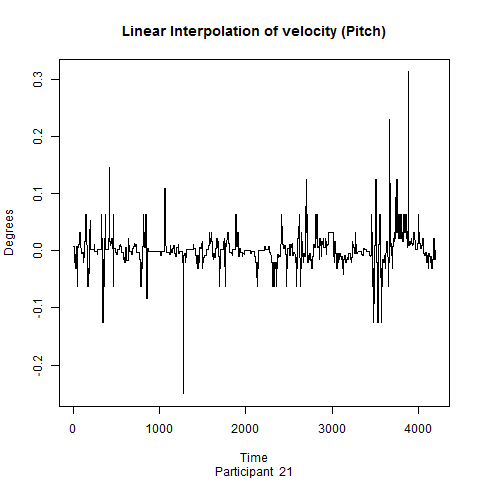 Linear Interpolation of velocity (Pitch)
0.3
0.2
0.1
0.0
-0.1
-0.2
Degrees
0 1000 2000 3000 4000
Time
Participant 21